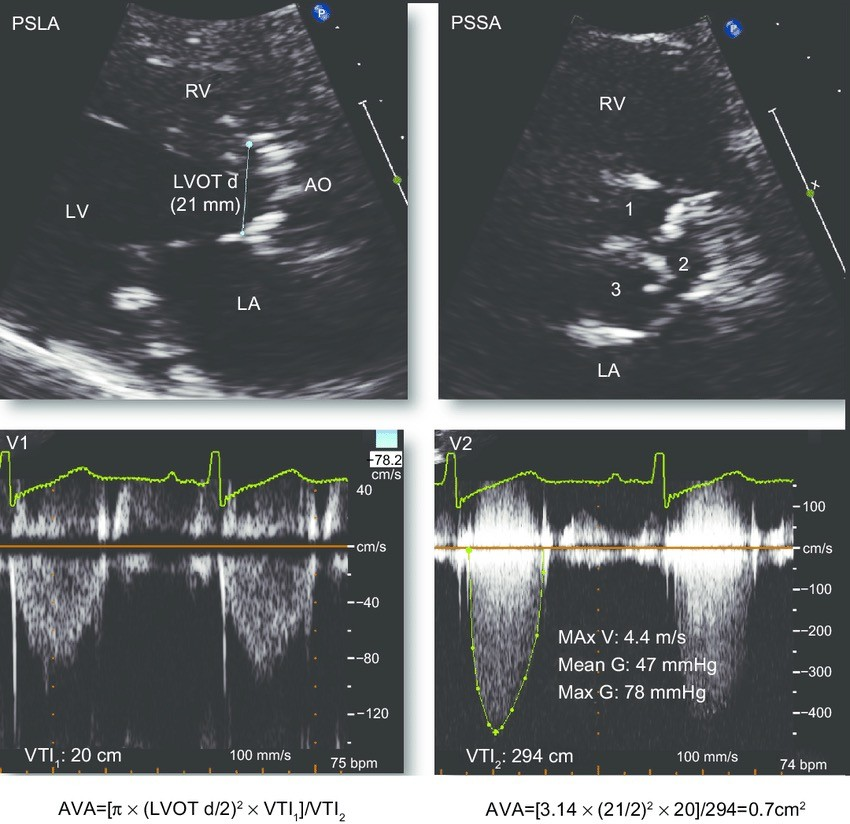 PSLA
P
RV
LVOT d
(21 mm)
AO
LV
LA
PSSA
RV
1
2
3
LA
x
V1
-78.2
cm/s
40
cm/s
-40
-80
-120
VTI₁: 20 cm
100 mm/s
75 bpm
V2
100
cm/s
-100
-200
-300
-400
MAx V: 4.4 m/s
Mean G: 47 mmHg
Max G: 78 mmHg
VTI₂: 294 cm
100 mm/s
74 bpm
AVA=[π × (LVOT d/2)² × VTI₁]/VTI₂
AVA=[3.14 × (21/2)² × 20]/294=0.7cm²